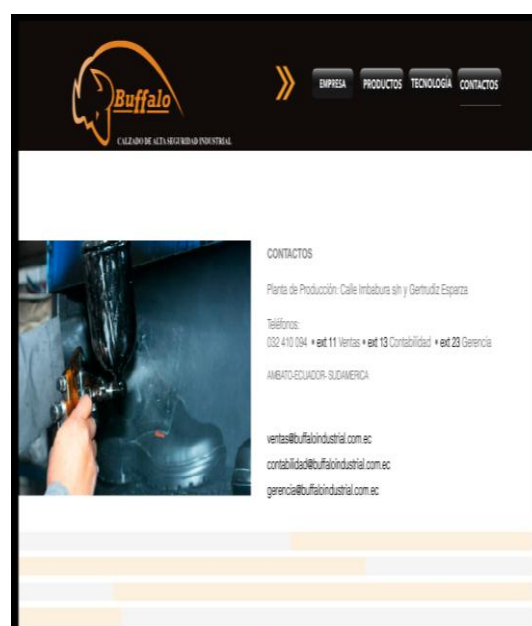 Buffalo
CALZADO DE ALTA SEGURIDAD INDUSTRIAL
EMPRESA PRODUCTOS TECNOLOGÍA CONTACTOS
CONTACTOS
Planta de Producción: Calle Imbabura s/n y Gertrudiz Esparza
Teléfonos:
032 410 094 • ext 11 Ventas • ext 13 Contabilidad • ext 23 Gerencia
AMBATO-ECUADOR- SUDAMERICA
ventas@buffaloindustrial.com.ec
contabilidad@buffaloindustrial.com.ec
gerencia@buffaloindustrial.com.ec